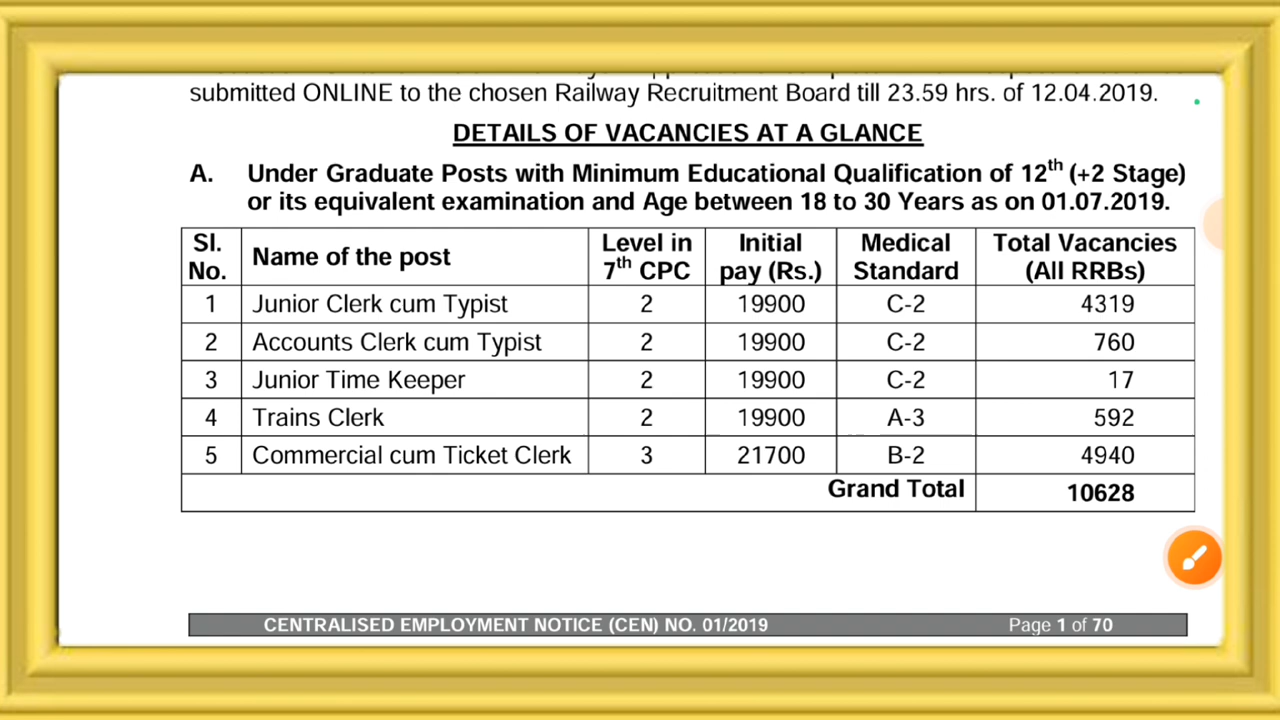 submitted ONLINE to the chosen Railway Recruitment Board till 23.59 hrs. of 12.04.2019.
DETAILS OF VACANCIES AT A GLANCE
A. Under Graduate Posts with Minimum Educational Qualification of 12th (+2 Stage)
or its equivalent examination and Age between 18 to 30 Years as on 01.07.2019.
Sl. No. Name of the post Level in 7th CPC Initial pay (Rs.) Medical Standard Total Vacancies (All RRBs)
1 Junior Clerk cum Typist 2 19900 C-2 4319
2 Accounts Clerk cum Typist 2 19900 C-2 760
3 Junior Time Keeper 2 19900 C-2 17
4 Trains Clerk 2 19900 A-3 592
5 Commercial cum Ticket Clerk 3 21700 B-2 4940
Grand Total 10628
CENTRALISED EMPLOYMENT NOTICE (CEN) NO. 01/2019 Page 1 of 70